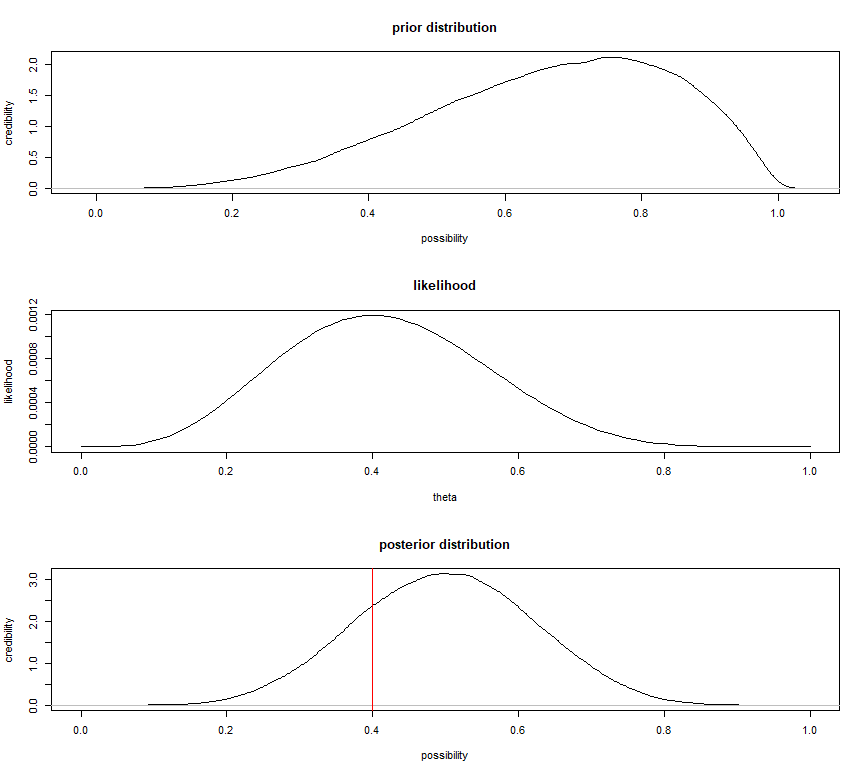 prior distribution
credibility
2.0
1.5
1.0
0.5
0.0
0.0 0.2 0.4 0.6 0.8 1.0
possibility
likelihood
likelihood
0.0012
0.0008
0.0004
0.0000
0.0 0.2 0.4 0.6 0.8 1.0
theta
posterior distribution
credibility
3.0
2.0
1.0
0.0
0.0 0.2 0.4 0.6 0.8 1.0
possibility